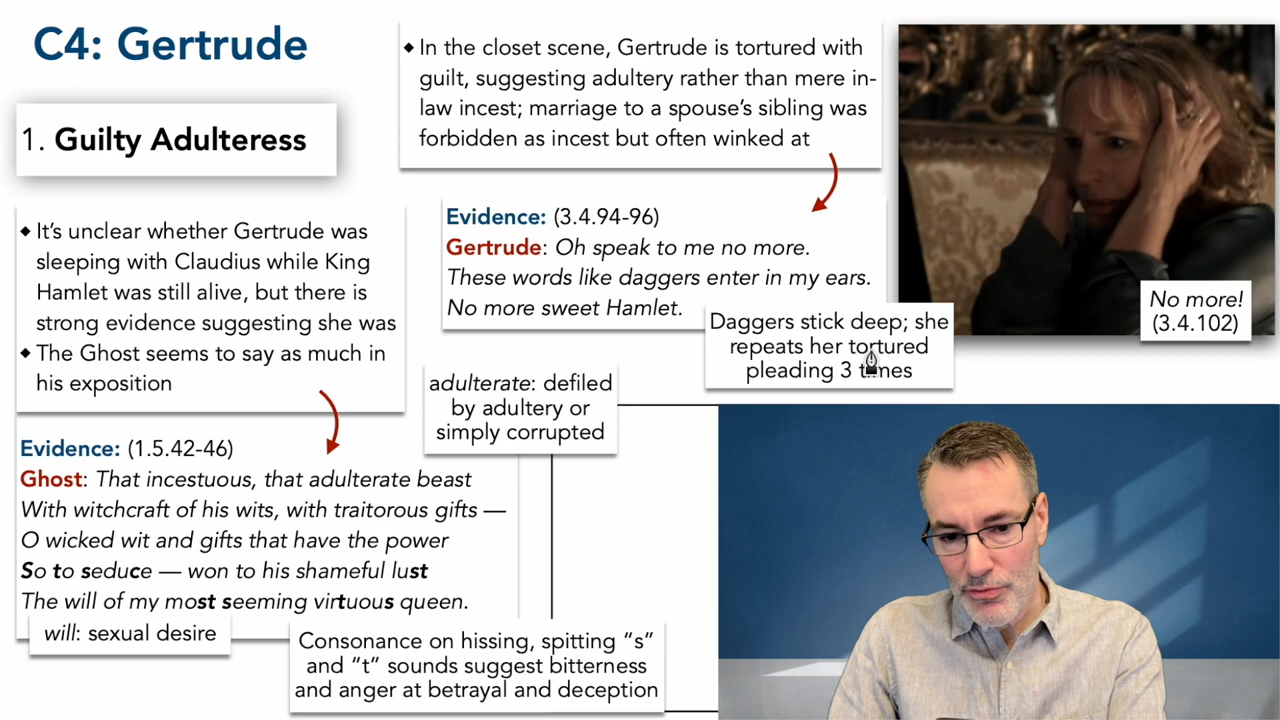 C4: Gertrude
1. Guilty Adulteress
◆ It's unclear whether Gertrude was
sleeping with Claudius while King
Hamlet was still alive, but there is
strong evidence suggesting she was
◆ The Ghost seems to say as much in
his exposition
Evidence: (1.5.42-46)
Ghost: That incestuous, that adulterate beast
With witchcraft of his wits, with traitorous gifts —
O wicked wit and gifts that have the power
So to seduce — won to his shameful lust
The will of my most seeming virtuous queen.
will: sexual desire
Consonance on hissing, spitting "s"
and "t" sounds suggest bitterness
and anger at betrayal and deception
adulterate: defiled
by adultery or
simply corrupted
◆ In the closet scene, Gertrude is tortured with
guilt, suggesting adultery rather than mere in-
law incest; marriage to a spouse's sibling was
forbidden as incest but often winked at
Evidence: (3.4.94-96)
Gertrude: Oh speak to me no more.
These words like daggers enter in my ears.
No more sweet Hamlet.
Daggers stick deep; she
repeats her tortured
pleading 3 times
No more!
(3.4.102)